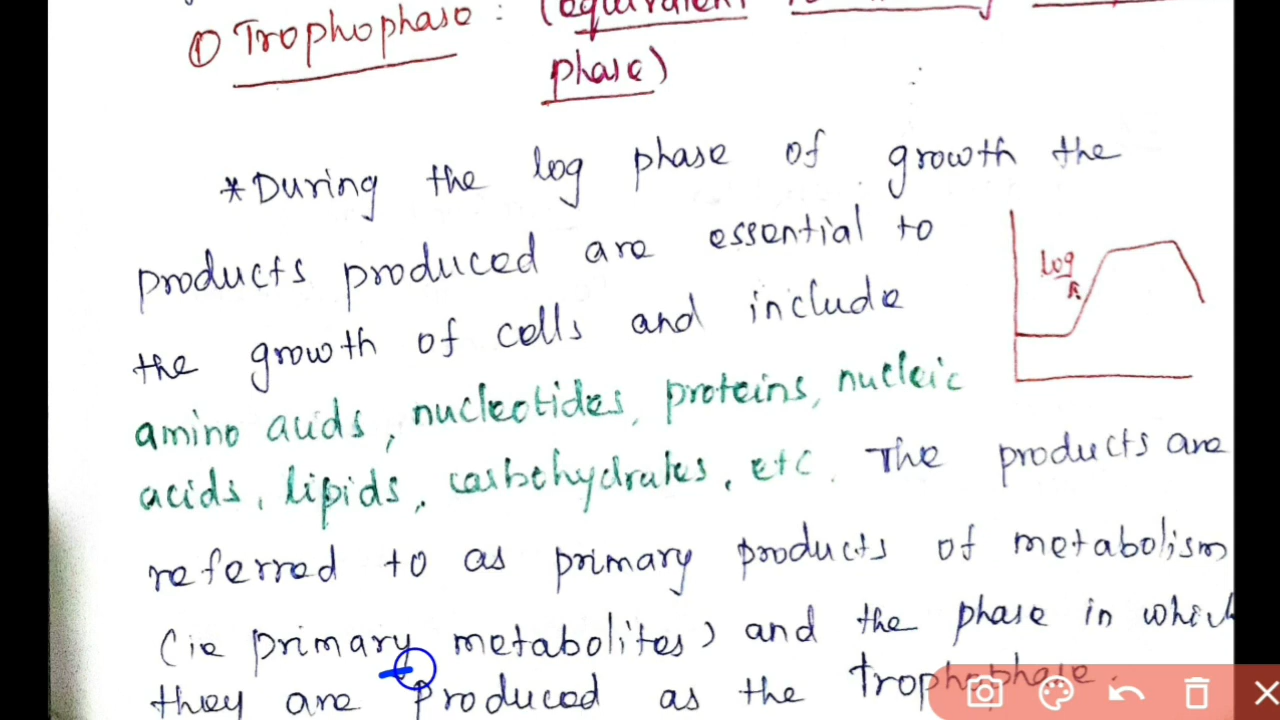 ① Trophophase : (equivalent
phase)
*During the log phase of growth the
products produced are essential to
the growth of cells and include
log
amino acids, nucleotides, proteins, nucleic
acids, lipids, carbohydrates, etc. The products are
referred to as primary products of metabolism
(ie primary metabolites) and the phase in which
they are produced as the trophophase.